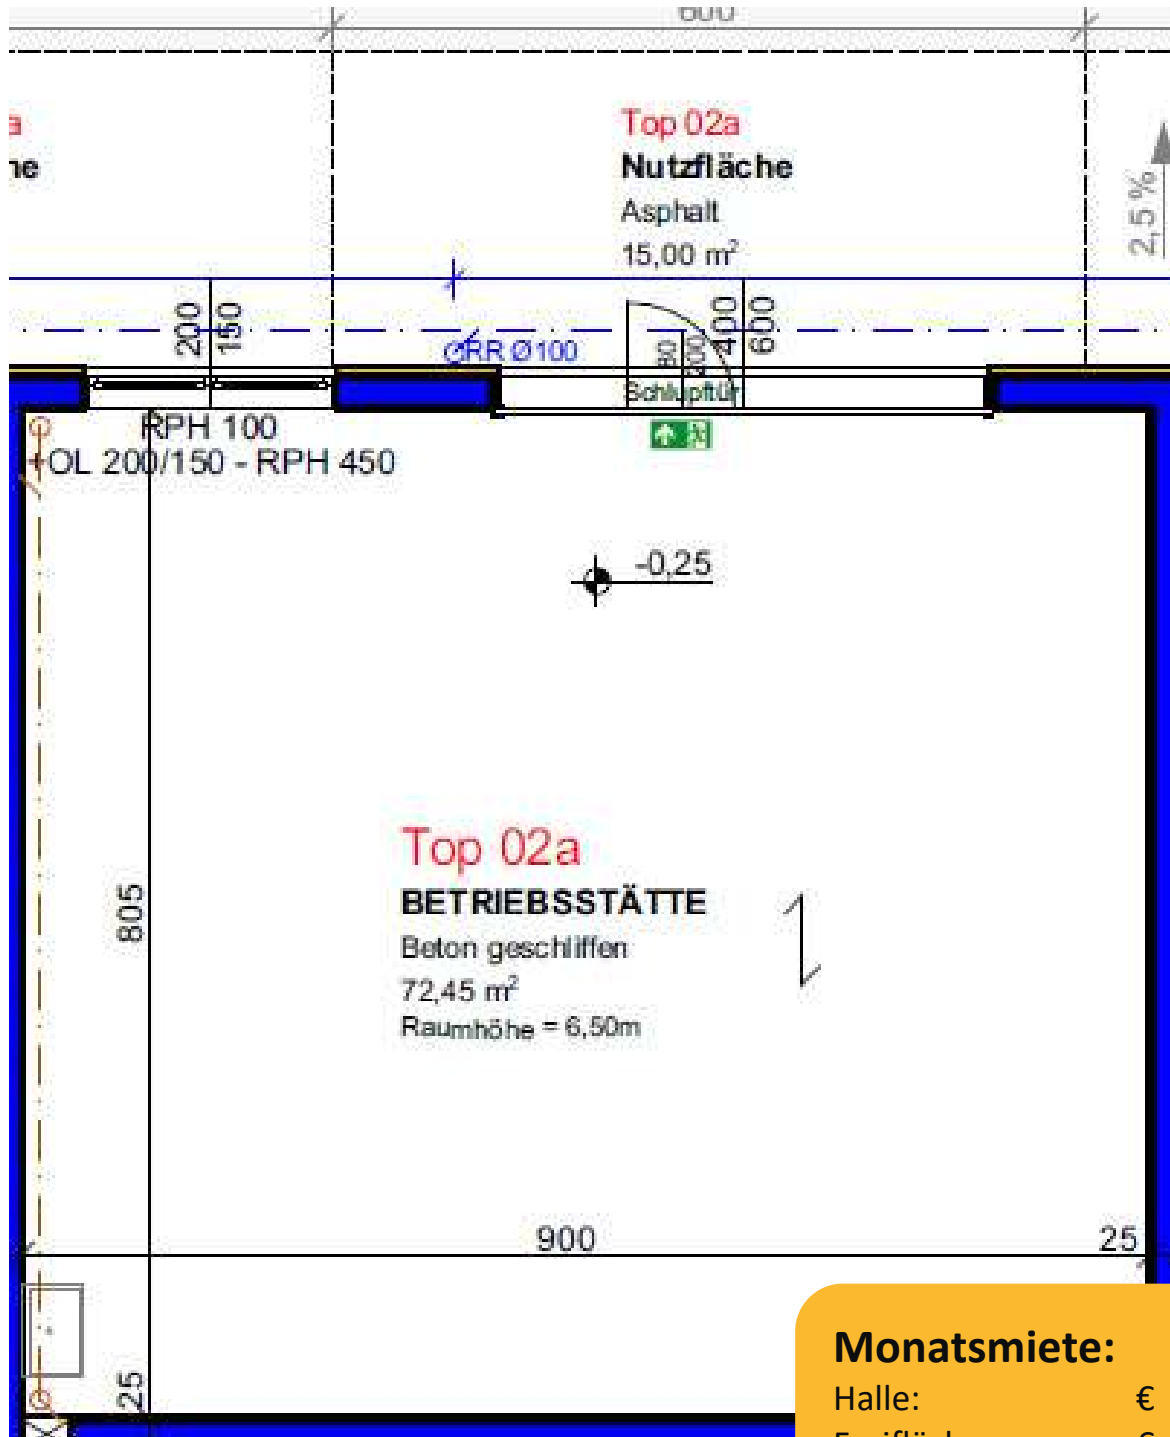 600
Top 02a
Nutzfläche
Asphalt
15,00 m²
2,5 %
200
150
400
600
RR Ø100
80
200
Schlupftür
RPH 100
+OL 200/150 - RPH 450
-0,25
Top 02a
BETRIEBSSTÄTTE
Beton geschliffen
72,45 m²
Raumhöhe = 6,50m
805
900
25
25
Monatsmiete:
Halle: €